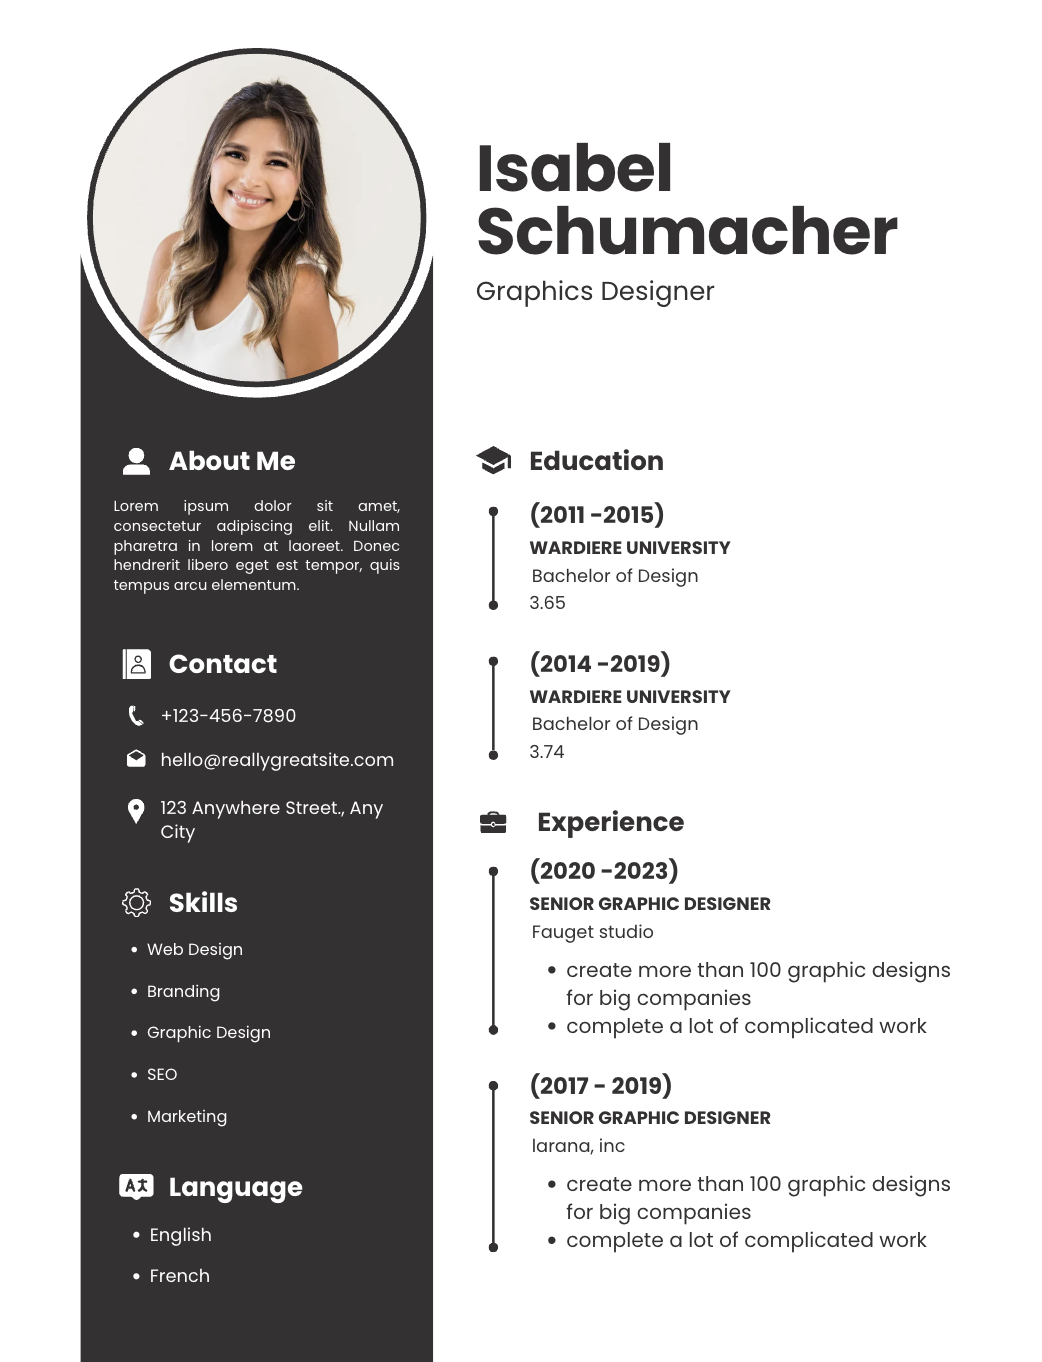 Isabel
Schumacher
Graphics Designer
About Me
Lorem ipsum dolor sit amet,
consectetur adipiscing elit. Nullam
pharetra in lorem at laoreet. Donec
hendrerit libero eget est tempor, quis
tempus arcu elementum.
Contact
+123-456-7890
hello@reallygreatsite.com
123 Anywhere Street., Any
City
Skills
• Web Design
• Branding
• Graphic Design
• SEO
• Marketing
Language
• English
• French
Education
(2011 -2015)
WARDIERE UNIVERSITY
Bachelor of Design
3.65
(2014 -2019)
WARDIERE UNIVERSITY
Bachelor of Design
3.74
Experience
(2020 -2023)
SENIOR GRAPHIC DESIGNER
Fauget studio
• create more than 100 graphic designs
for big companies
• complete a lot of complicated work
(2017 - 2019)
SENIOR GRAPHIC DESIGNER
larana, inc
• create more than 100 graphic designs
for big companies
• complete a lot of complicated work